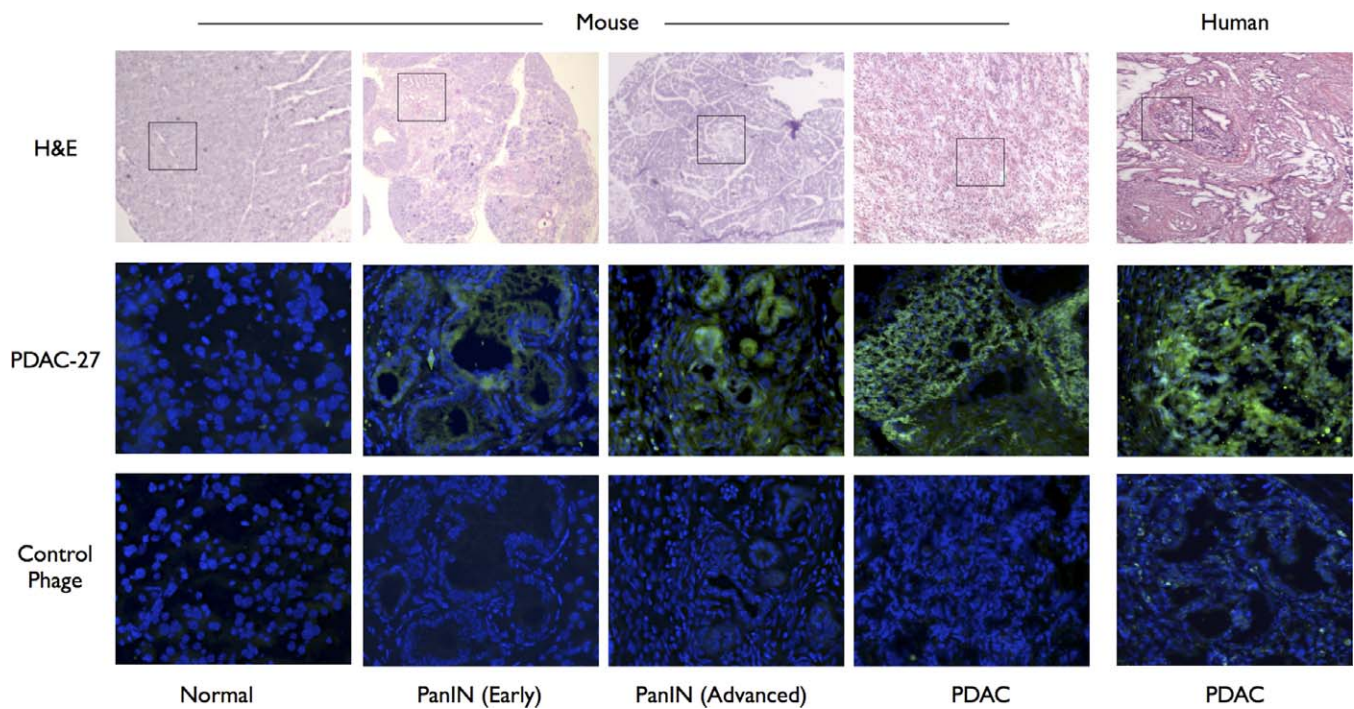 Mouse
Human
H&E
PDAC-27
Control
Phage
Normal
PanIN (Early)
PanIN (Advanced)
PDAC
PDAC